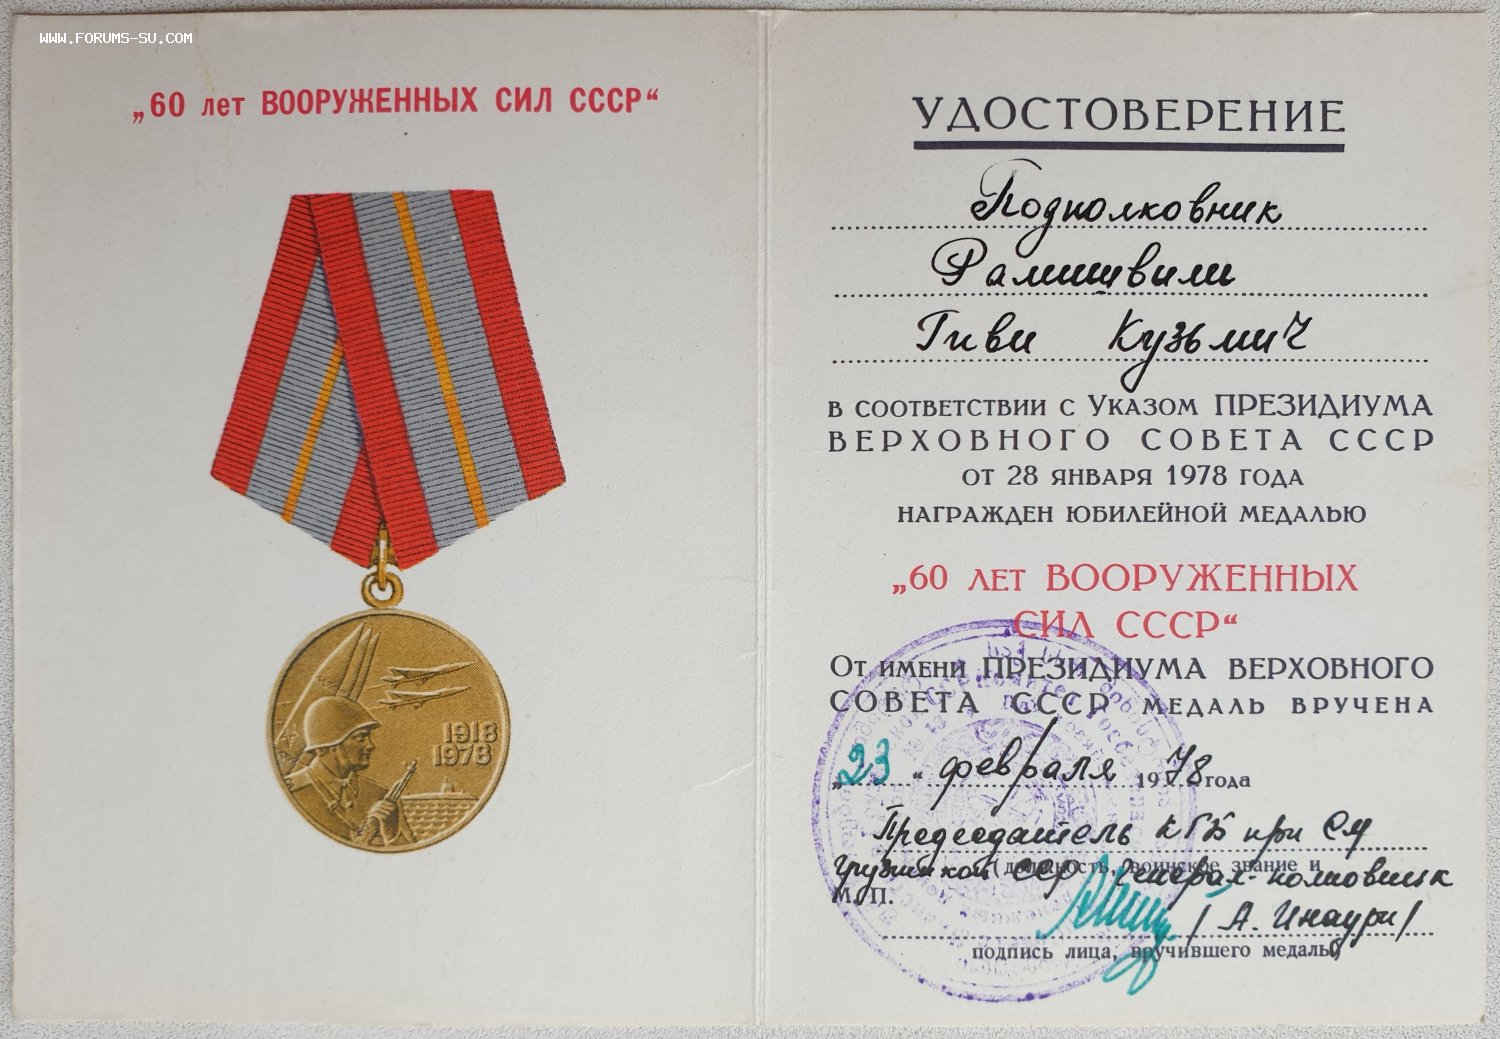 WWW.FORUMS-SU.COM
„60 лет ВООРУЖЕННЫХ СИЛ СССР“
1918
1978
УДОСТОВЕРЕНИЕ
Подполковник
Рамишвили
Гиви Кузьмич
В СООТВЕТСТВИИ С УКАЗОМ ПРЕЗИДИУМА
ВЕРХОВНОГО СОВЕТА СССР
ОТ 28 ЯНВАРЯ 1978 ГОДА
НАГРАЖДЕН ЮБИЛЕЙНОЙ МЕДАЛЬЮ
„60 ЛЕТ ВООРУЖЕННЫХ
СИЛ СССР“
ОТ ИМЕНИ ПРЕЗИДИУМА ВЕРХОВНОГО
СОВЕТА СССР МЕДАЛЬ ВРУЧЕНА
„23“ февраля 1978 года
Председатель КГБ при СМ
(должность, воинское звание и
Грузинской ССР генерал-полковник
М.П.
/А. Инаури/
подпись лица, вручившего медаль)